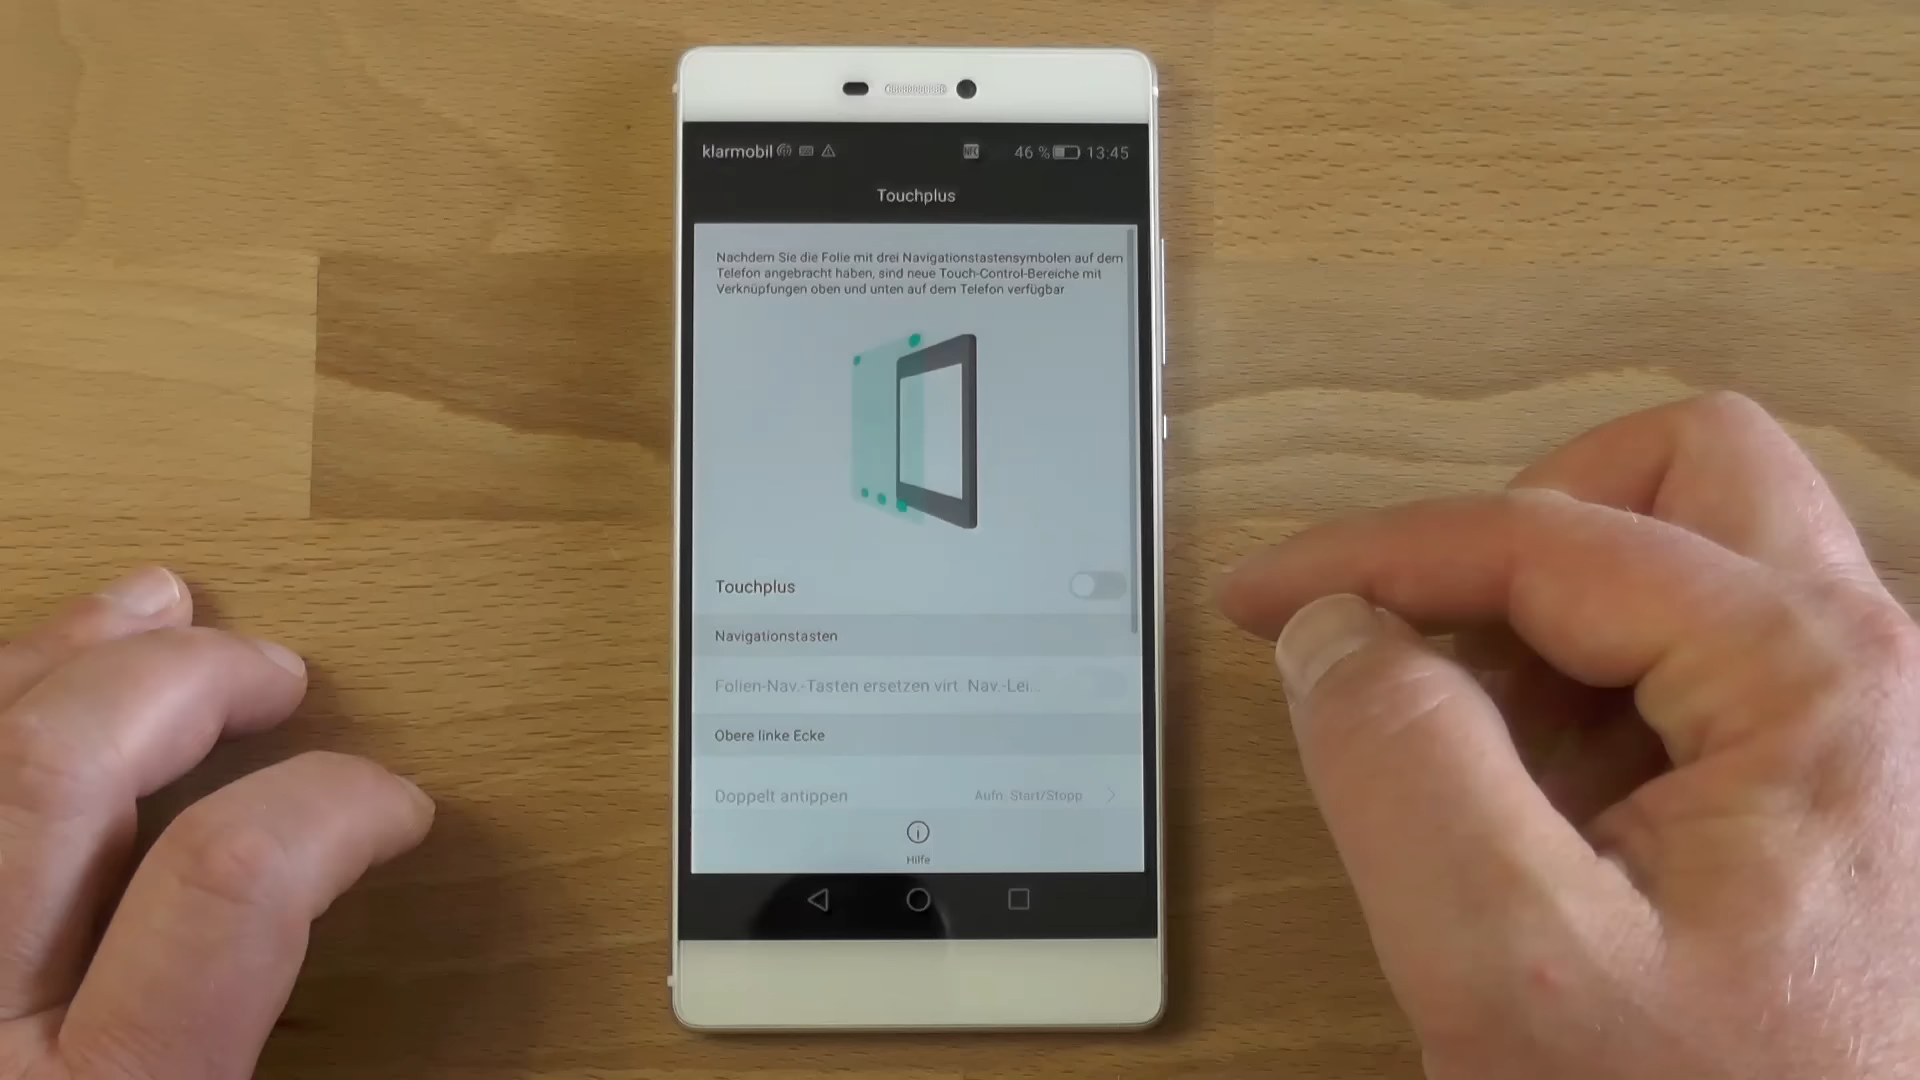 klarmobil NFC 46 % 13:45
Touchplus
Nachdem Sie die Folie mit drei Navigationstastensymbolen auf dem
Telefon angebracht haben, sind neue Touch-Control-Bereiche mit
Verknüpfungen oben und unten auf dem Telefon verfügbar
Touchplus
Navigationstasten
Folien-Nav.-Tasten ersetzen virt. Nav.-Lei...
Obere linke Ecke
Doppelt antippen Aufn. Start/Stopp
Hilfe